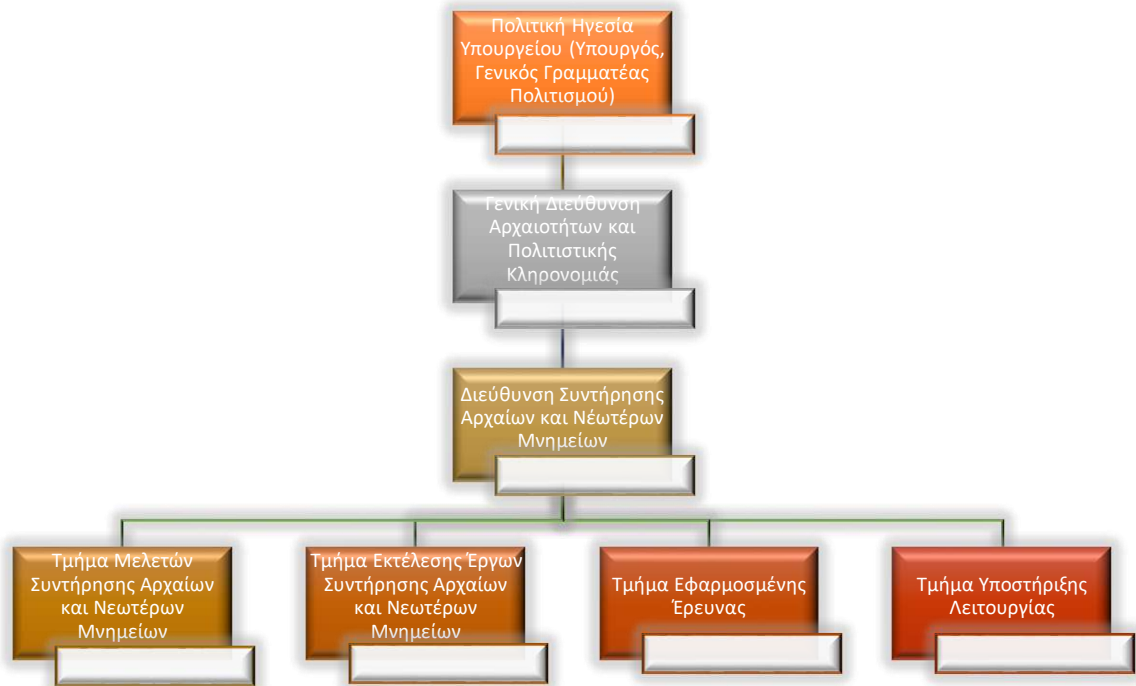 Πολιτική Ηγεσία
Υπουργείου (Υπουργός,
Γενικός Γραμματέας
Πολιτισμού)
Γενική Διεύθυνση
Αρχαιοτήτων και
Πολιτιστικής
Κληρονομιάς
Διεύθυνση Συντήρησης
Αρχαίων και Νέωτέρων
Μνημείων
Τμήμα Μελετών
Συντήρησης Αρχαίων
και Νεωτέρων
Μνημείων
Τμήμα Εκτέλεσης Έργων
Συντήρησης Αρχαίων
και Νεωτέρων
Μνημείων
Τμήμα Εφαρμοσμένης
Έρευνας
Τμήμα Υποστήριξης
Λειτουργίας